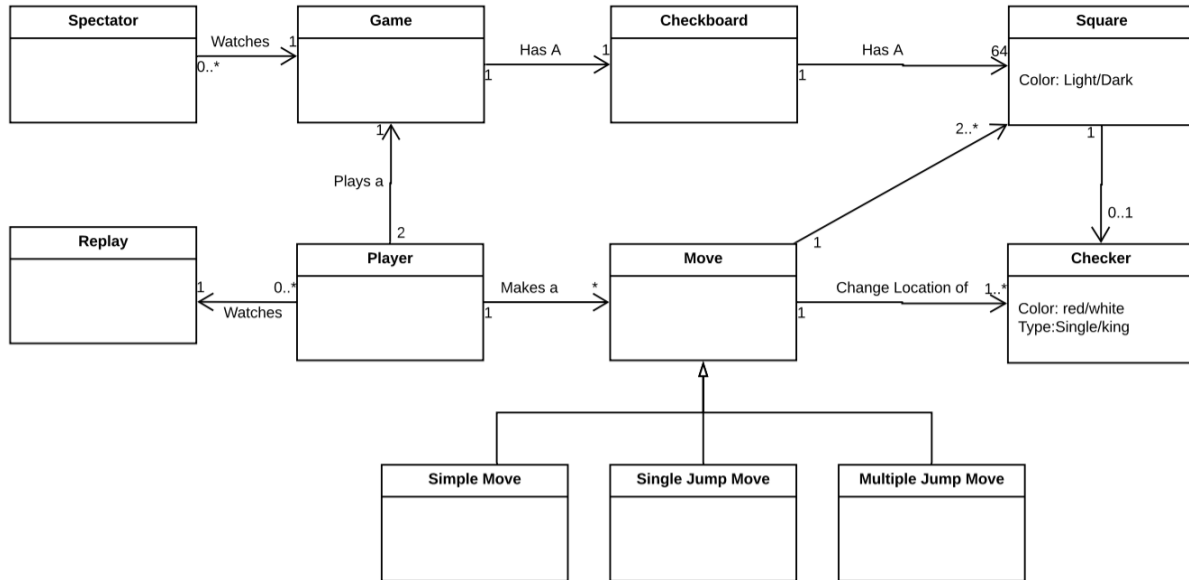 Spectator
Game
Checkboard
Square
Watches
1
0..*
Has A
1
1
Has A
1
64
Color: Light/Dark
1
Plays a
2
2..*
1
1
0..1
Replay
Player
Move
Checker
1
0..*
Watches
Makes a
*
1
Change Location of
1..*
1
Color: red/white
Type:Single/king
Simple Move
Single Jump Move
Multiple Jump Move